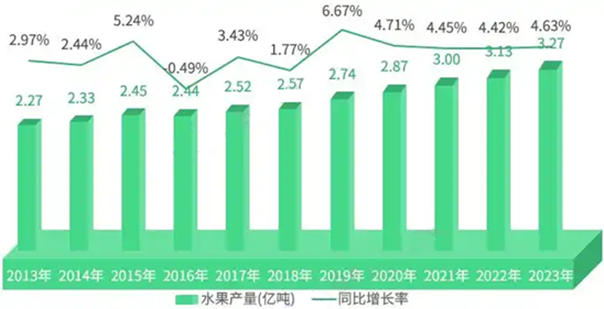 2.97% 2.44% 5.24% -0.49% 3.43% 1.77% 6.67% 4.71% 4.45% 4.42% 4.63%
2.27 2.33 2.45 2.44 2.52 2.57 2.74 2.87 3.00 3.13 3.27
2013年 2014年 2015年 2016年 2017年 2018年 2019年 2020年 2021年 2022年 2023年
水果产量(亿吨) 同比增长率